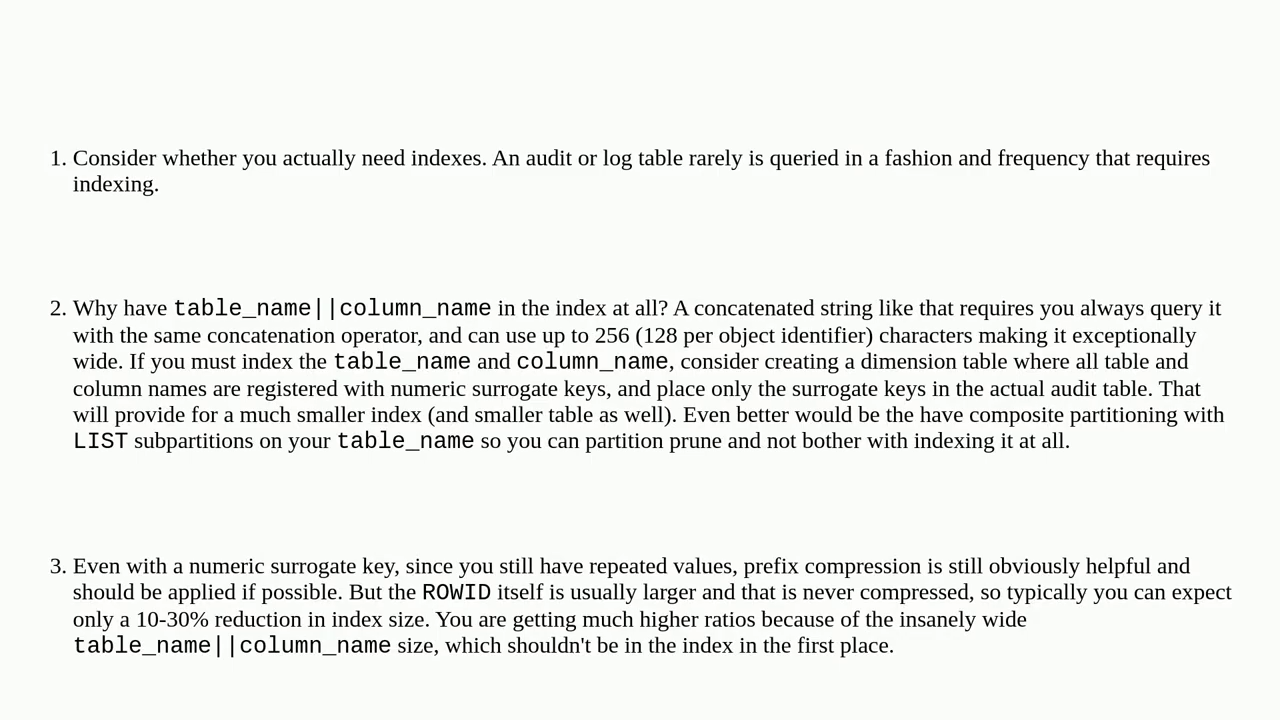 1. Consider whether you actually need indexes. An audit or log table rarely is queried in a fashion and frequency that requires
indexing.
2. Why have table_name||column_name in the index at all? A concatenated string like that requires you always query it
with the same concatenation operator, and can use up to 256 (128 per object identifier) characters making it exceptionally
wide. If you must index the table_name and column_name, consider creating a dimension table where all table and
column names are registered with numeric surrogate keys, and place only the surrogate keys in the actual audit table. That
will provide for a much smaller index (and smaller table as well). Even better would be the have composite partitioning with
LIST subpartitions on your table_name so you can partition prune and not bother with indexing it at all.
3. Even with a numeric surrogate key, since you still have repeated values, prefix compression is still obviously helpful and
should be applied if possible. But the ROWID itself is usually larger and that is never compressed, so typically you can expect
only a 10-30% reduction in index size. You are getting much higher ratios because of the insanely wide
table_name||column_name size, which shouldn't be in the index in the first place.